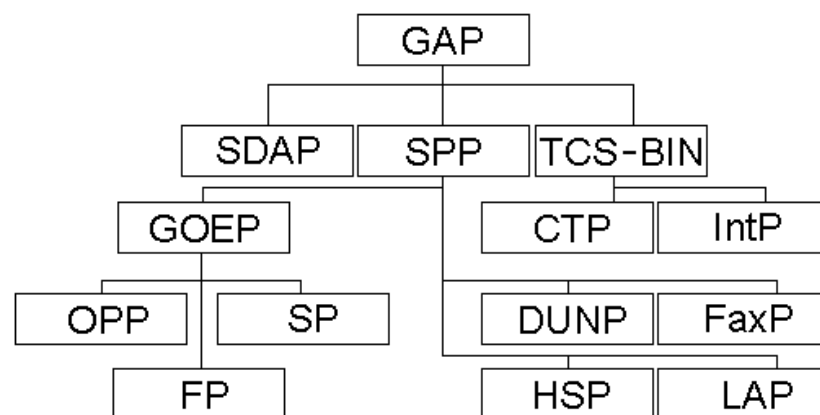 GAP
SDAP SPP TCS-BIN
GOEP CTP IntP
OPP SP DUNP FaxP
FP HSP LAP